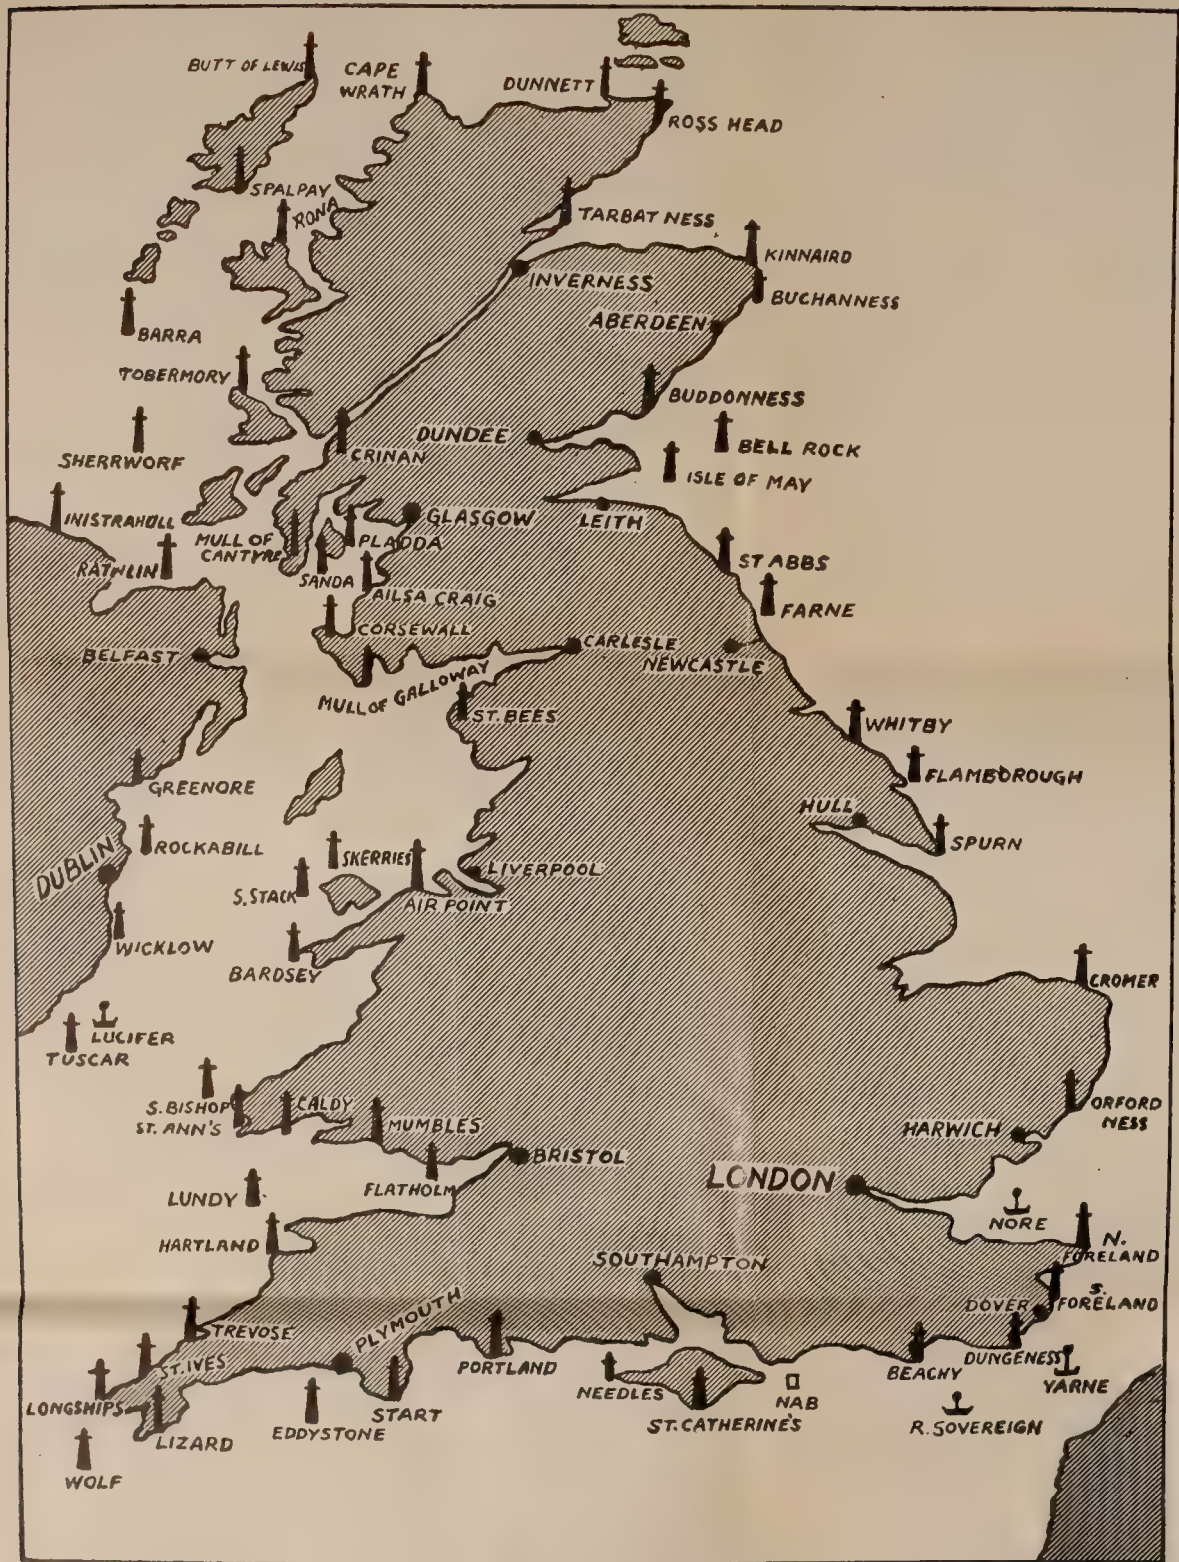 BUTT OF LEWIS
CAPE
WRATH
DUNNETT
ROSS HEAD
SPALPAY
RONA
TARBAT NESS
KINNAIRD
INVERNESS
BUCHANNESS
ABERDEEN
BARRA
TOBERMORY
BUDDONNESS
DUNDEE
BELL ROCK
SHERRWORF
CRINAN
ISLE OF MAY
INISTRAHOLL
MULL OF
CANTYRE
PLADDA
GLASGOW
LEITH
RATHLIN
SANDA
AILSA CRAIG
ST ABBS
FARNE
CORSEWALL
BELFAST
CARLESLE
NEWCASTLE
MULL OF GALLOWAY
ST. BEES
WHITBY
GREENORE
FLAMBOROUGH
HULL
ROCKABILL
SKERRIES
SPURN
DUBLIN
S. STACK
AIR POINT
LIVERPOOL
WICKLOW
BARDSEY
CROMER
LUCIFER
TUSCAR
S. BISHOP
ST. ANN'S
CALDY
MUMBLES
ORFORD
NESS
HARWICH
BRISTOL
LONDON
LUNDY
FLATHOLM
NORE
HARTLAND
N.
FORELAND
SOUTHAMPTON
S.
FORELAND
DOVER
TREVOSE
PLYMOUTH
ST. IVES
PORTLAND
NEEDLES
BEACHY
DUNGENESS
YARNE
LONGSHIPS
LIZARD
EDDYSTONE
START
ST. CATHERINE'S
NAB
R. SOVEREIGN
WOLF